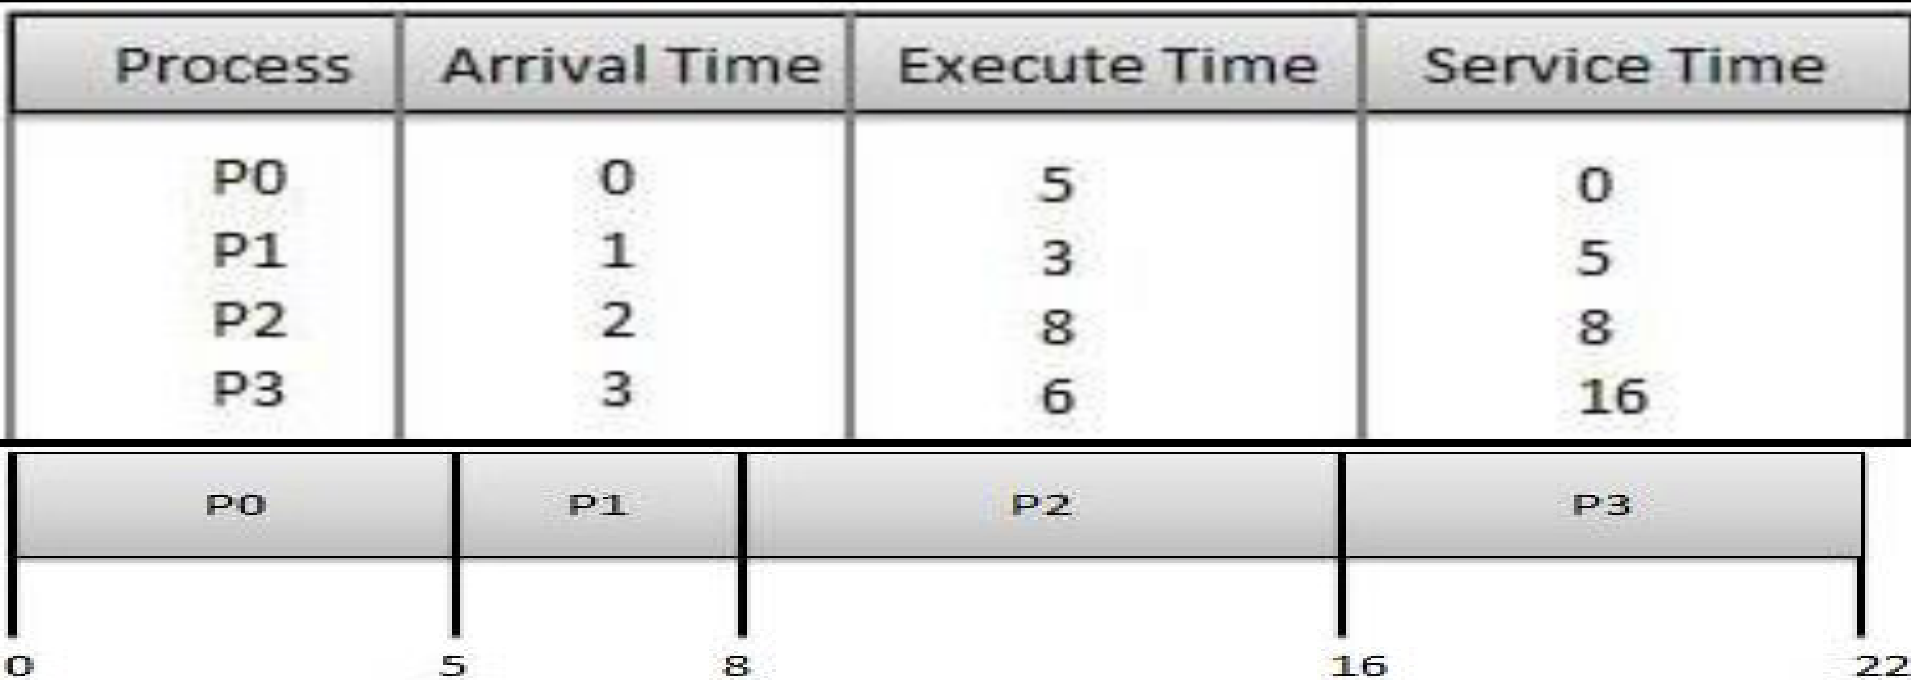 Process Arrival Time Execute Time Service Time
P0 0 5 0
P1 1 3 5
P2 2 8 8
P3 3 6 16
P0 P1 P2 P3
0 5 8 16 22